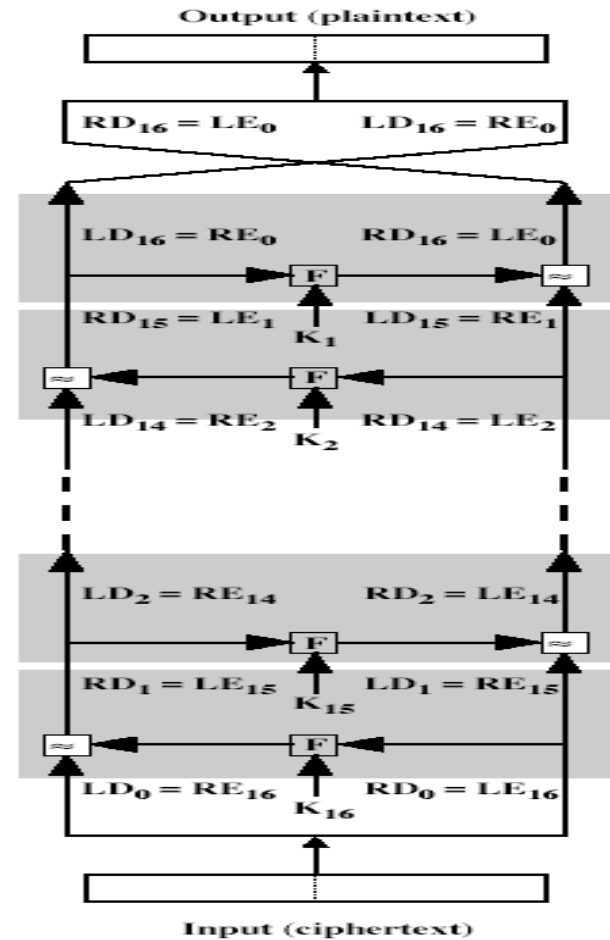 Output (plaintext)
RD₁₆ = LE₀ LD₁₆ = RE₀
LD₁₆ = RE₀ RD₁₆ = LE₀
F ≈
RD₁₅ = LE₁ LD₁₅ = RE₁
K₁
≈ F
LD₁₄ = RE₂ RD₁₄ = LE₂
K₂
LD₂ = RE₁₄ RD₂ = LE₁₄
F ≈
RD₁ = LE₁₅ LD₁ = RE₁₅
K₁₅
≈ F
LD₀ = RE₁₆ RD₀ = LE₁₆
K₁₆
Input (ciphertext)